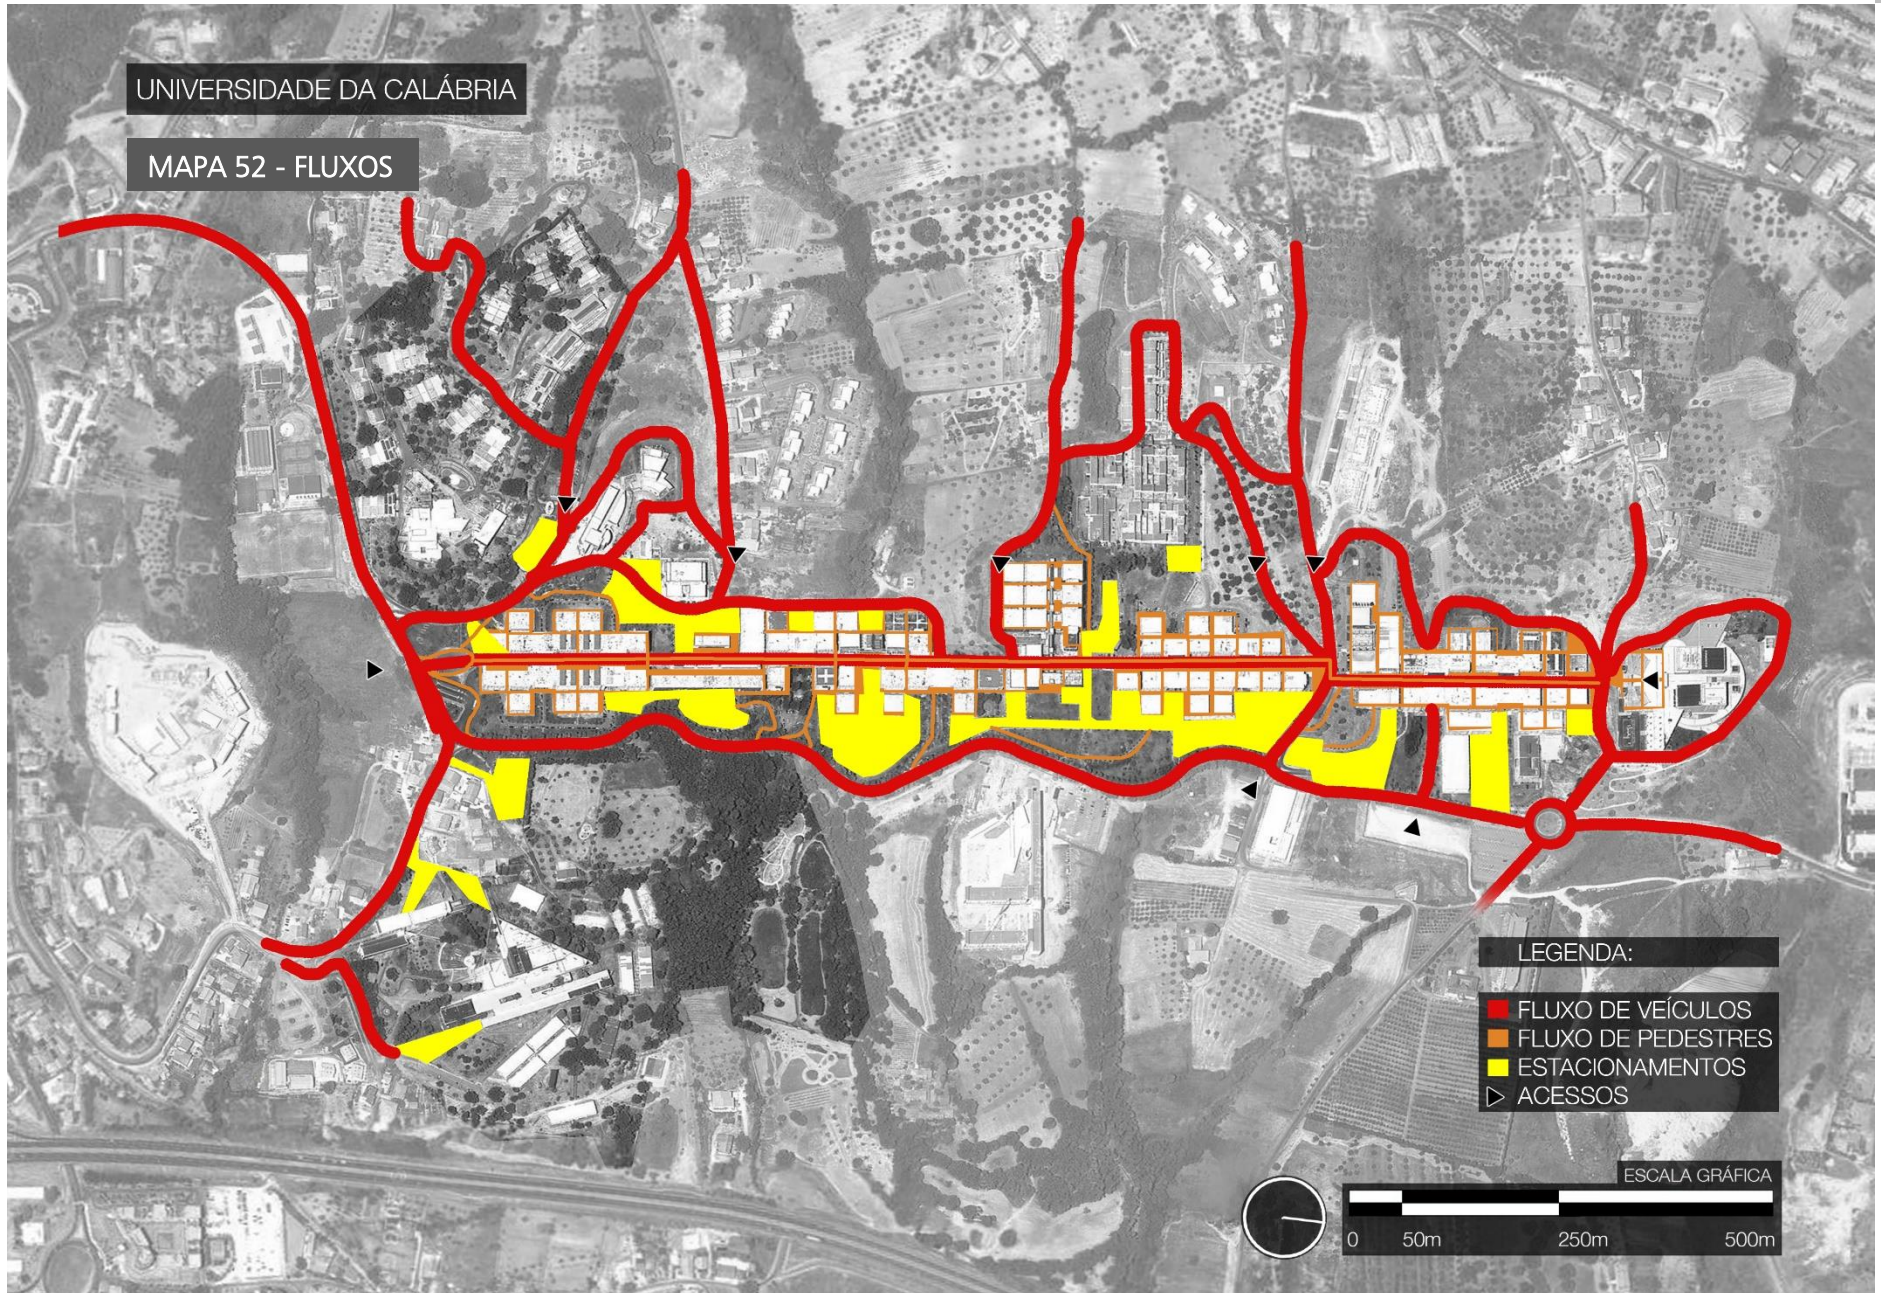 UNIVERSIDADE DA CALÁBRIA
MAPA 52 - FLUXOS
LEGENDA:
FLUXO DE VEÍCULOS
FLUXO DE PEDESTRES
ESTACIONAMENTOS
ACESSOS
ESCALA GRÁFICA
0 50m 250m 500m